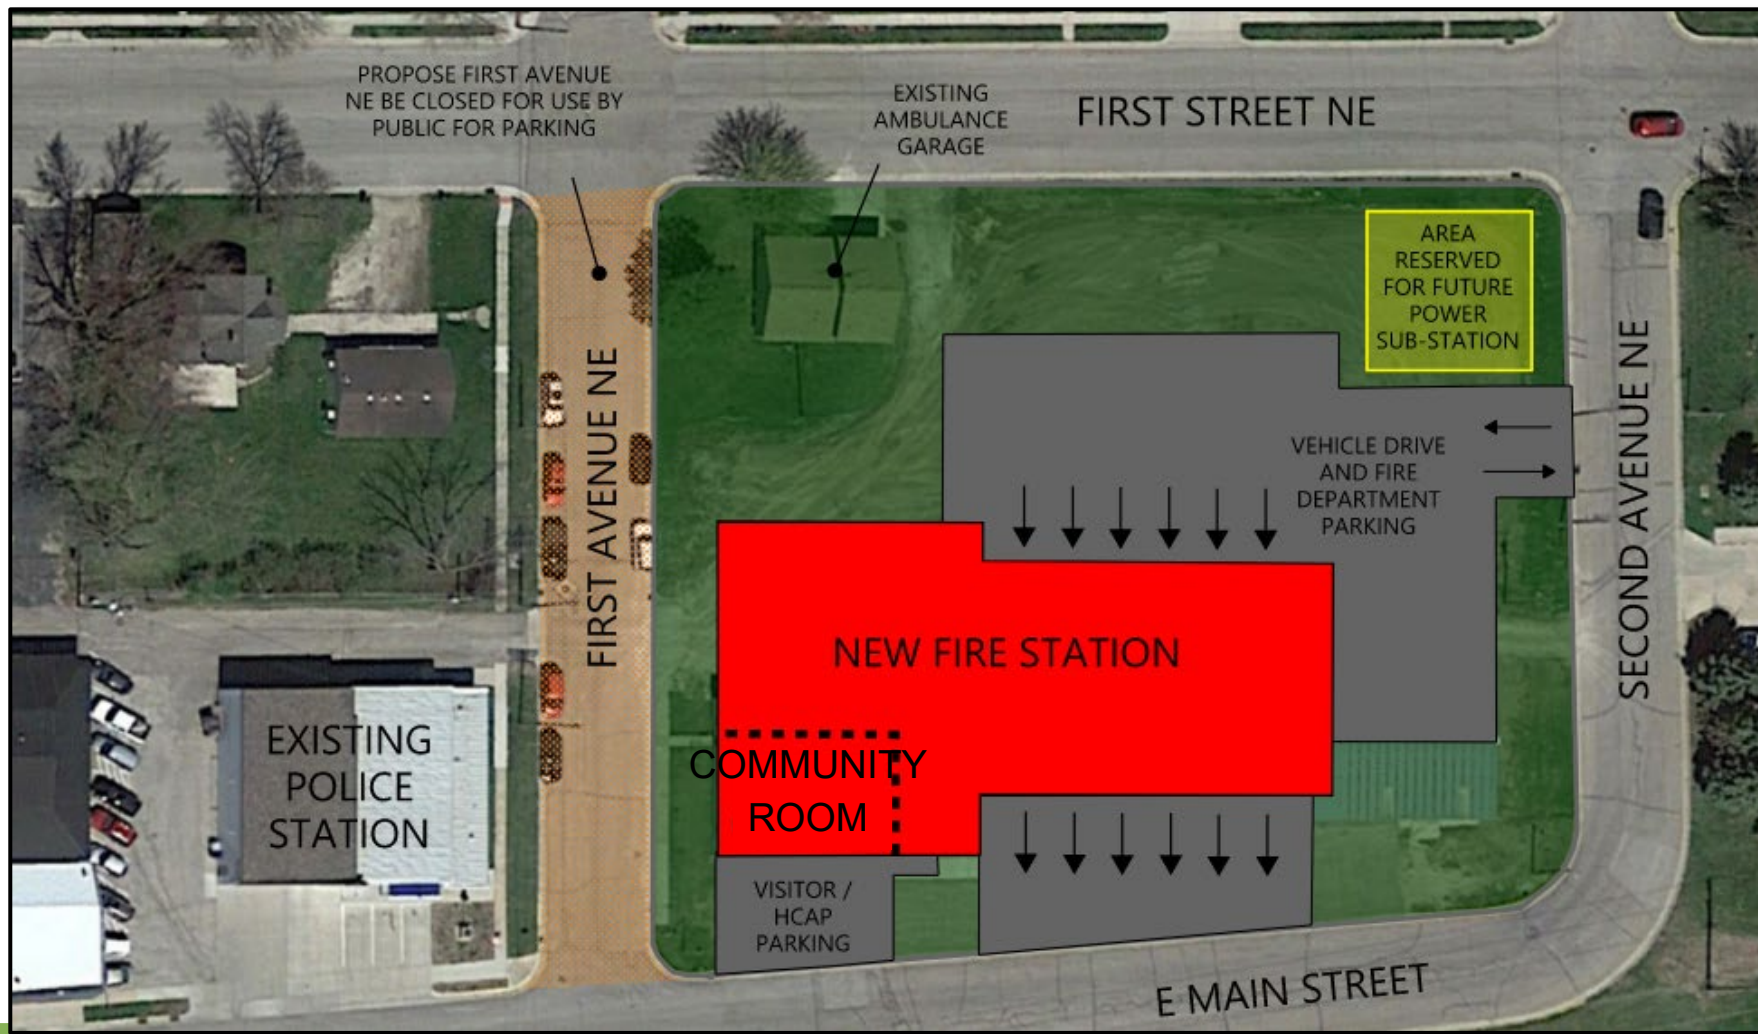 PROPOSE FIRST AVENUE
NE BE CLOSED FOR USE BY
PUBLIC FOR PARKING
EXISTING
AMBULANCE
GARAGE
FIRST STREET NE
AREA
RESERVED
FOR FUTURE
POWER
SUB-STATION
FIRST AVENUE NE
VEHICLE DRIVE
AND FIRE
DEPARTMENT
PARKING
SECOND AVENUE NE
NEW FIRE STATION
EXISTING
POLICE
STATION
COMMUNITY
ROOM
VISITOR /
HCAP
PARKING
E MAIN STREET